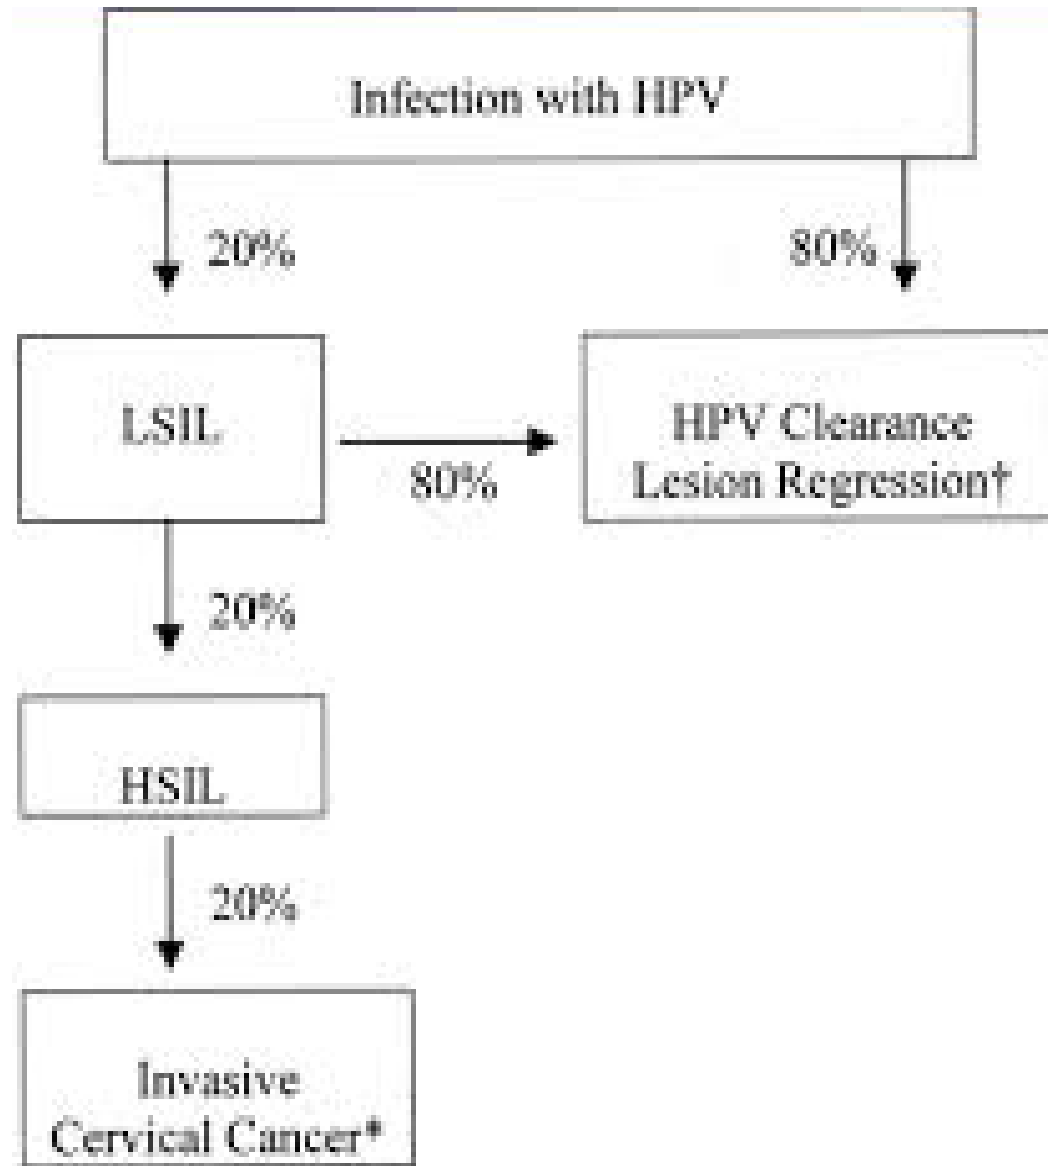 Infection with HPV
20%
80%
LSIL
80%
HPV Clearance
Lesion Regression†
20%
HSIL
20%
Invasive
Cervical Cancer*